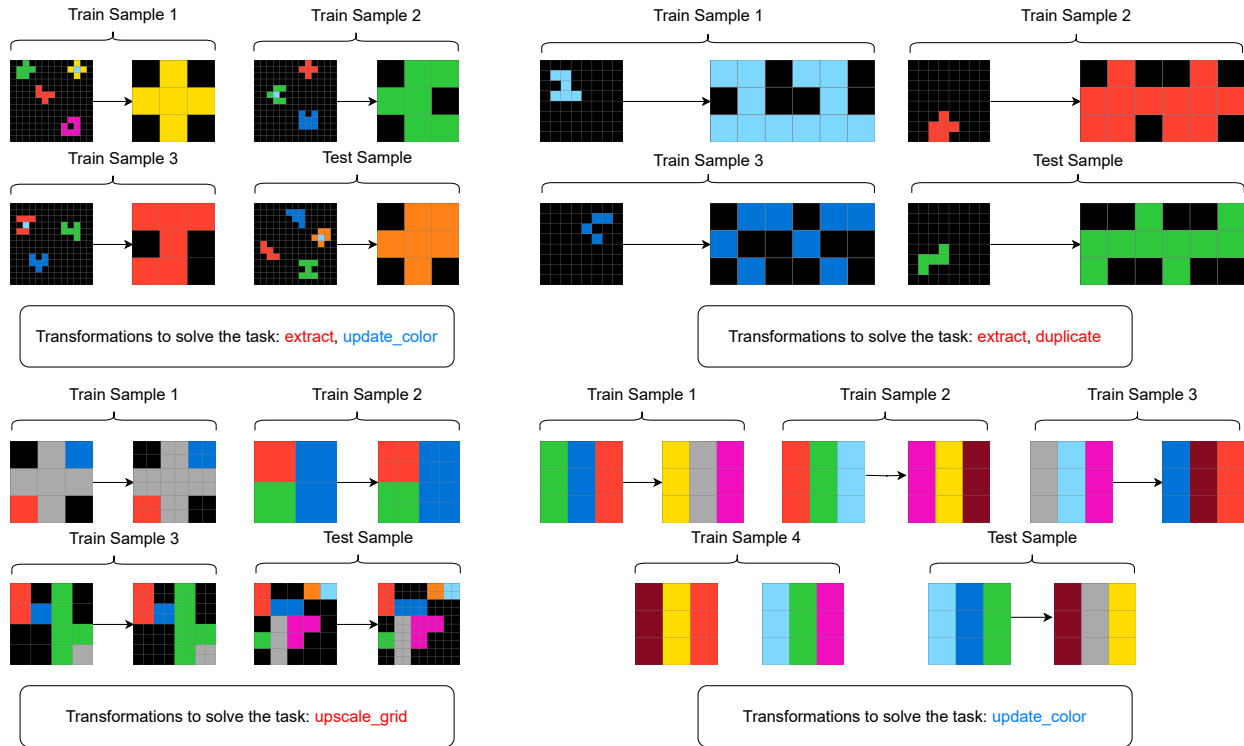 Train Sample 1
Train Sample 2
Train Sample 3
Test Sample
Transformations to solve the task: extract, update_color
Train Sample 1
Train Sample 2
Train Sample 3
Test Sample
Transformations to solve the task: extract, duplicate
Train Sample 1
Train Sample 2
Train Sample 3
Test Sample
Transformations to solve the task: upscale_grid
Train Sample 1
Train Sample 2
Train Sample 3
Train Sample 4
Test Sample
Transformations to solve the task: update_color